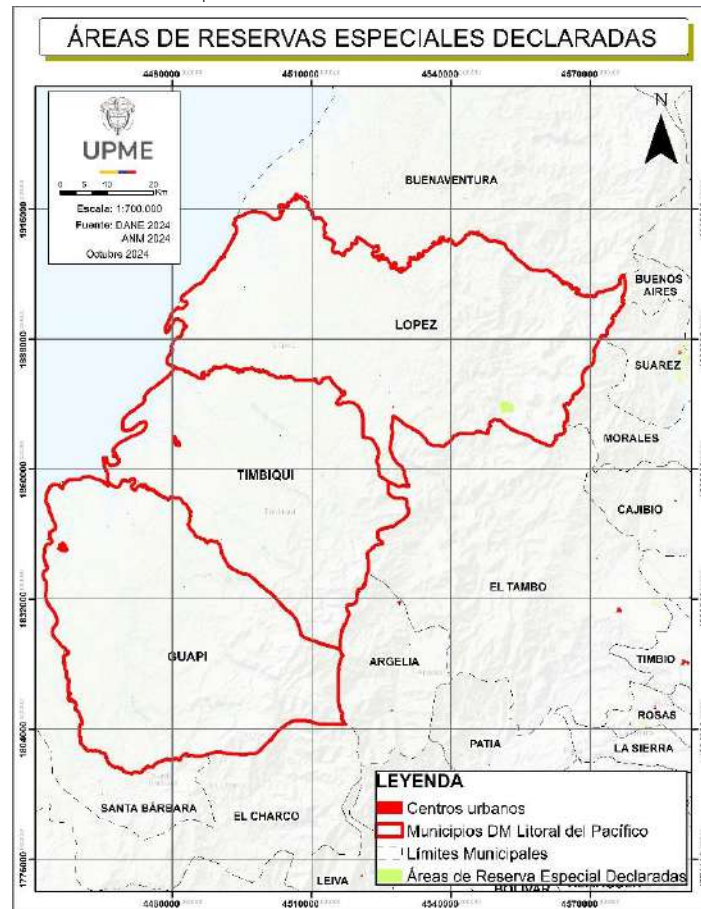 ÁREAS DE RESERVAS ESPECIALES DECLARADAS
4480000 4510000 4540000 4570000
UPME
0 5 10 20
Km
Escala: 1:700.000
Fuente: DANE 2024
ANM 2024
Octubre 2024
N
BUENAVENTURA
1916000
BUENOS
AIRES
LOPEZ
1888000
SUAREZ
MORALES
1860000
TIMBIQUI
CAJIBIO
EL TAMBO
1832000
GUAPI
ARGELIA
TIMBIO
ROSAS
1804000
PATIA
LA SIERRA
SANTA BÁRBARA
EL CHARCO
LEYENDA
Centros urbanos
Municipios DM Litoral del Pacífico
Límites Municipales
Áreas de Reserva Especial Declaradas
1776000
LEIVA
BOLIVAR
4480000 4510000 4540000 4570000